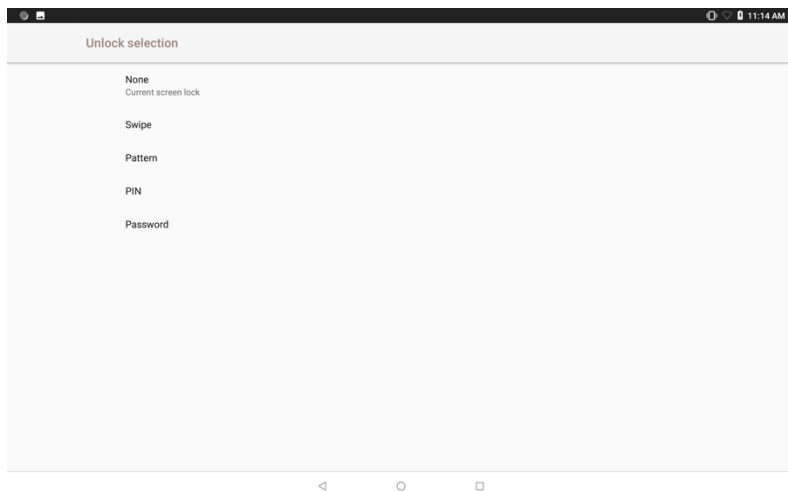 11:14 AM
Unlock selection
None
Current screen lock
Swipe
Pattern
PIN
Password